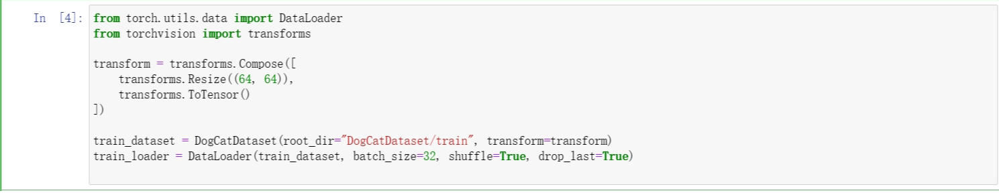 In [4]: from torch.utils.data import DataLoader
from torchvision import transforms
transform = transforms.Compose([
    transforms.Resize((64, 64)),
    transforms.ToTensor()
])
train_dataset = DogCatDataset(root_dir="DogCatDataset/train", transform=transform)
train_loader = DataLoader(train_dataset, batch_size=32, shuffle=True, drop_last=True)